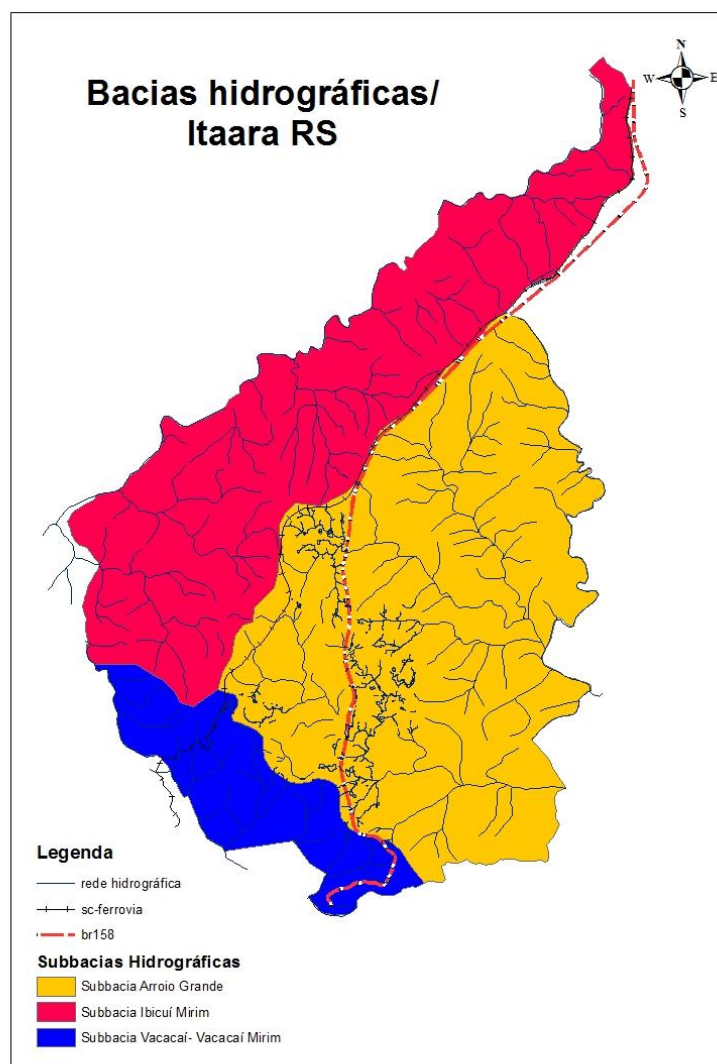 Bacias hidrográficas/
Itaara RS
N
W
E
S
Legenda
rede hidrográfica
sc-ferrovia
br158
Subbacias Hidrográficas
Subbacia Arroio Grande
Subbacia Ibicuí Mirim
Subbacia Vacacaí- Vacacaí Mirim